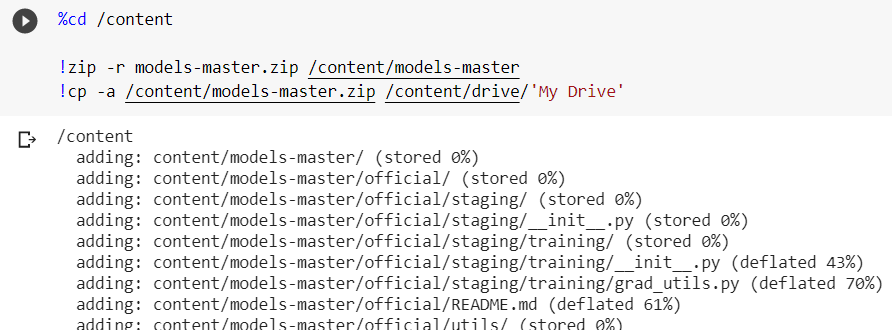 %cd /content
!zip -r models-master.zip /content/models-master
!cp -a /content/models-master.zip /content/drive/'My Drive'
/content
adding: content/models-master/ (stored 0%)
adding: content/models-master/official/ (stored 0%)
adding: content/models-master/official/staging/ (stored 0%)
adding: content/models-master/official/staging/__init__.py (stored 0%)
adding: content/models-master/official/staging/training/ (stored 0%)
adding: content/models-master/official/staging/training/__init__.py (deflated 43%)
adding: content/models-master/official/staging/training/grad_utils.py (deflated 70%)
adding: content/models-master/official/README.md (deflated 61%)
adding: content/models-master/official/utils/ (stored 0%)